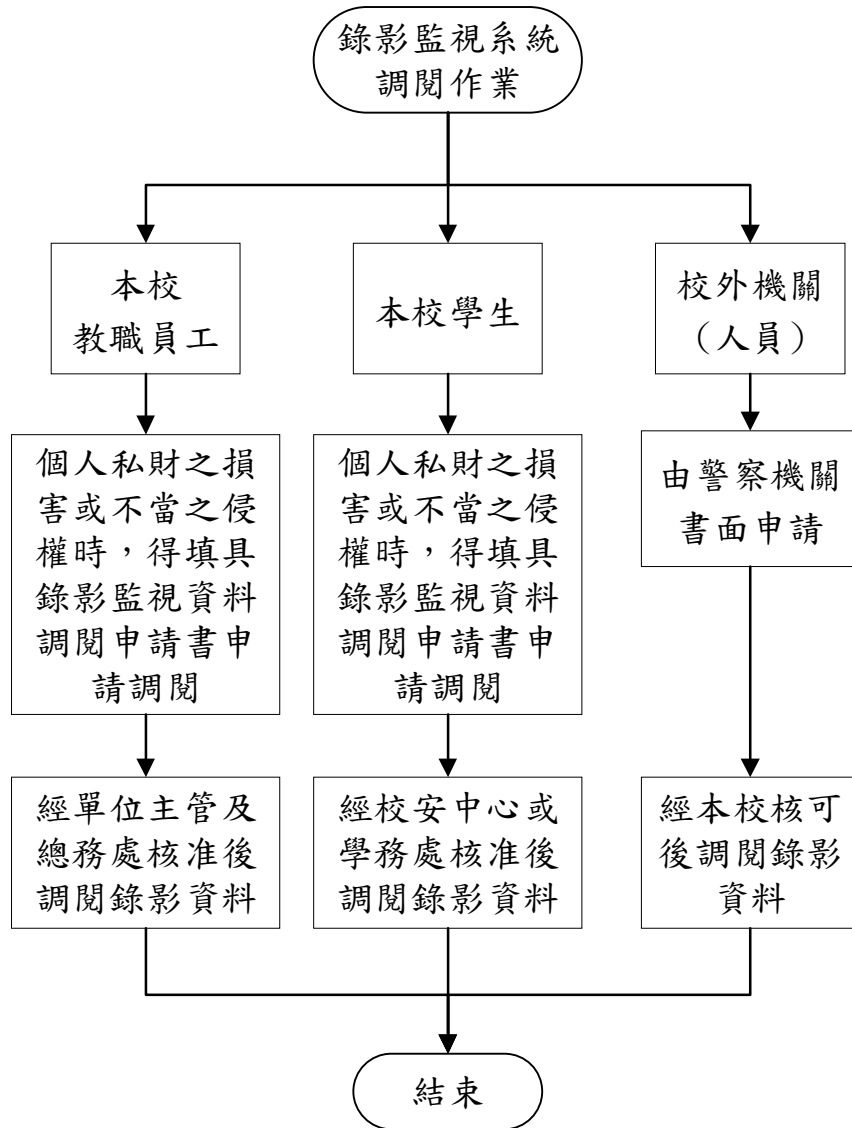 錄影監視系統
調閱作業
本校
教職員工
本校學生
校外機關
（人員）
個人私財之損
害或不當之侵
權時，得填具
錄影監視資料
調閱申請書申
請調閱
個人私財之損
害或不當之侵
權時，得填具
錄影監視資料
調閱申請書申
請調閱
由警察機關
書面申請
經單位主管及
總務處核准後
調閱錄影資料
經校安中心或
學務處核准後
調閱錄影資料
經本校核可
後調閱錄影
資料
結束